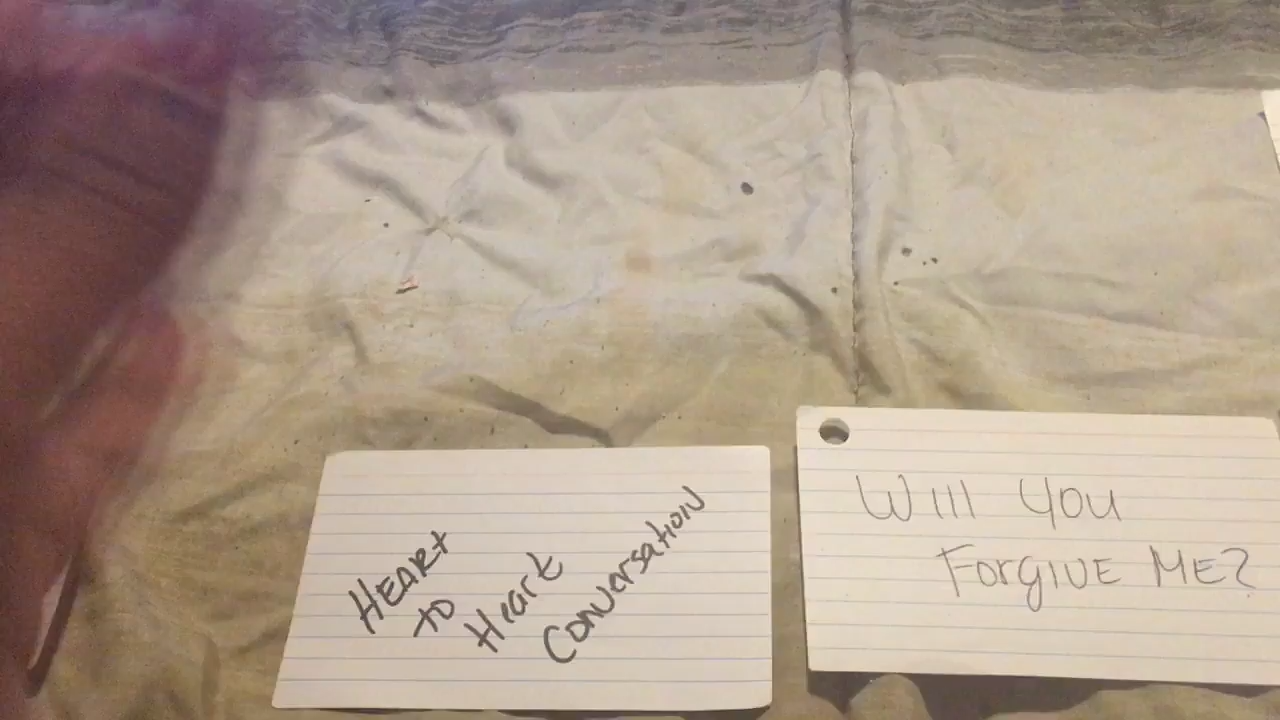 HEART
to
Heart
Conversation
Will You
Forgive ME?